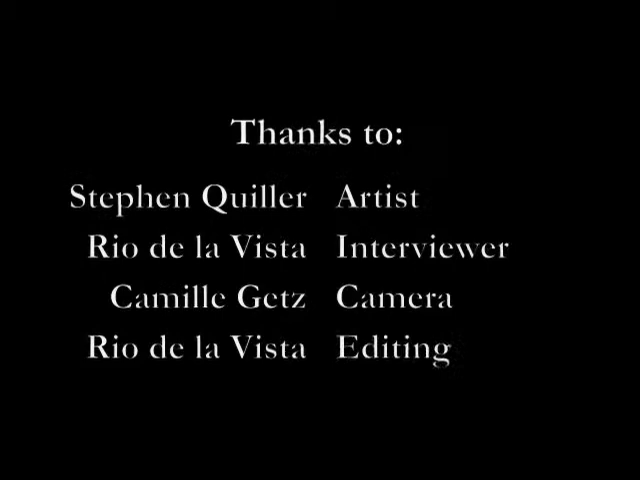 Thanks to:
Stephen Quiller Artist
Rio de la Vista Interviewer
Camille Getz Camera
Rio de la Vista Editing